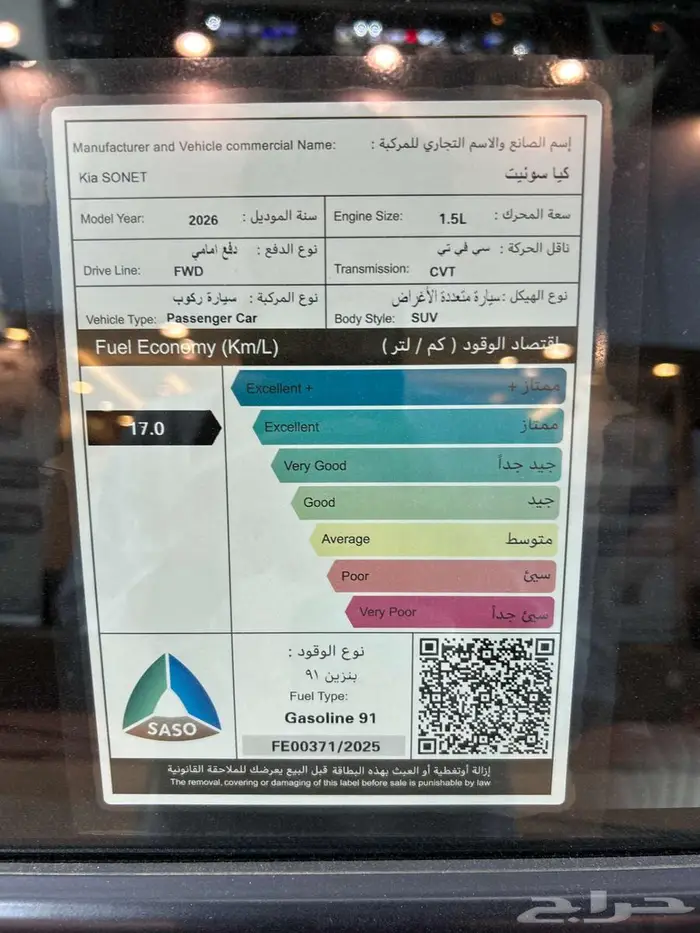 Manufacturer and Vehicle commercial Name: إسم الصانع والاسم التجاري للمركبة :
Kia SONET كيا سونيت
Model Year: 2026 سنة الموديل :
Engine Size: 1.5L سعة المحرك :
نوع الدفع : دفع امامي
Drive Line: FWD
ناقل الحركة : سي في تي
Transmission: CVT
نوع المركبة : سيارة ركوب
Vehicle Type: Passenger Car
نوع الهيكل :سيارة متعددة الأغراض
Body Style: SUV
Fuel Economy (Km/L) إقتصاد الوقود ( كم / لتر )
Excellent + ممتاز +
17.0
Excellent ممتاز
Very Good جيد جداً
Good جيد
Average متوسط
Poor سيئ
Very Poor سيئ جداً
SASO
نوع الوقود :
بنزين ٩١
Fuel Type:
Gasoline 91
FE00371/2025
إزالة أوتغطية أو العبث بهذه البطاقة قبل البيع يعرضك للملاحقة القانونية
The removal, covering or damaging of this label before sale is punishable by law
حراج